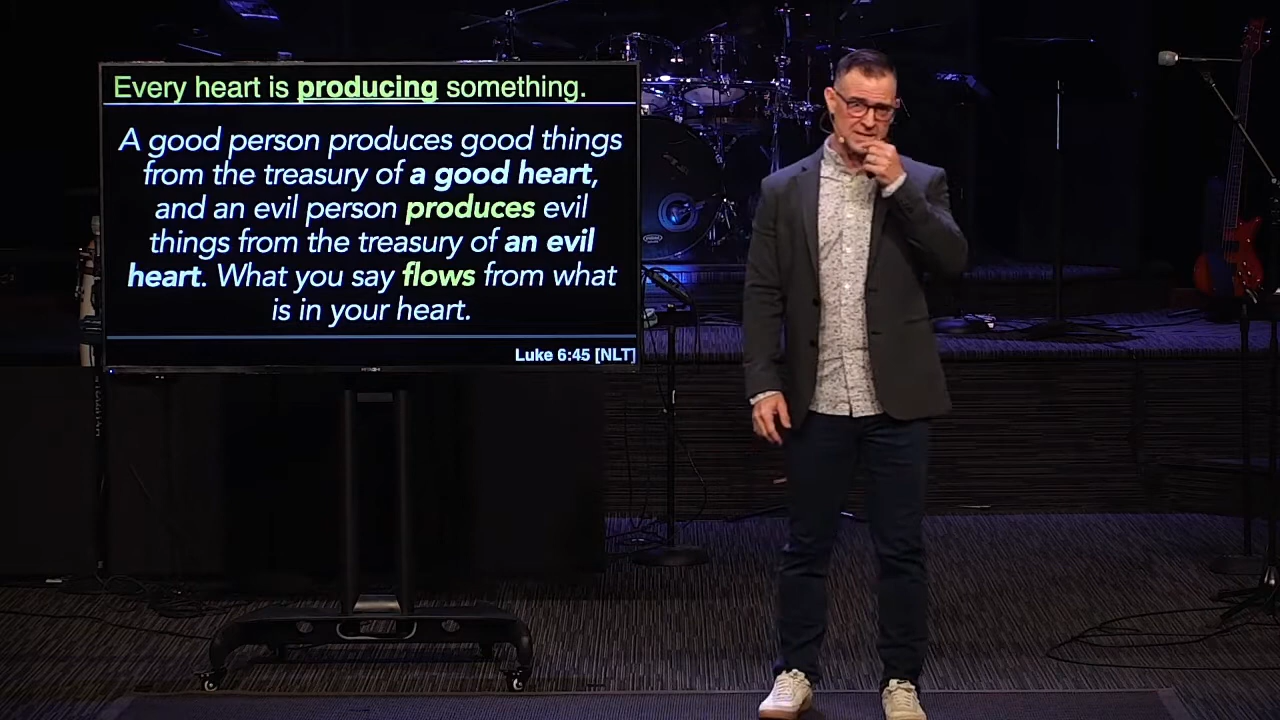 Every heart is producing something.
A good person produces good things
from the treasury of a good heart,
and an evil person produces evil
things from the treasury of an evil
heart. What you say flows from what
is in your heart.
Luke 6:45 [NLT]